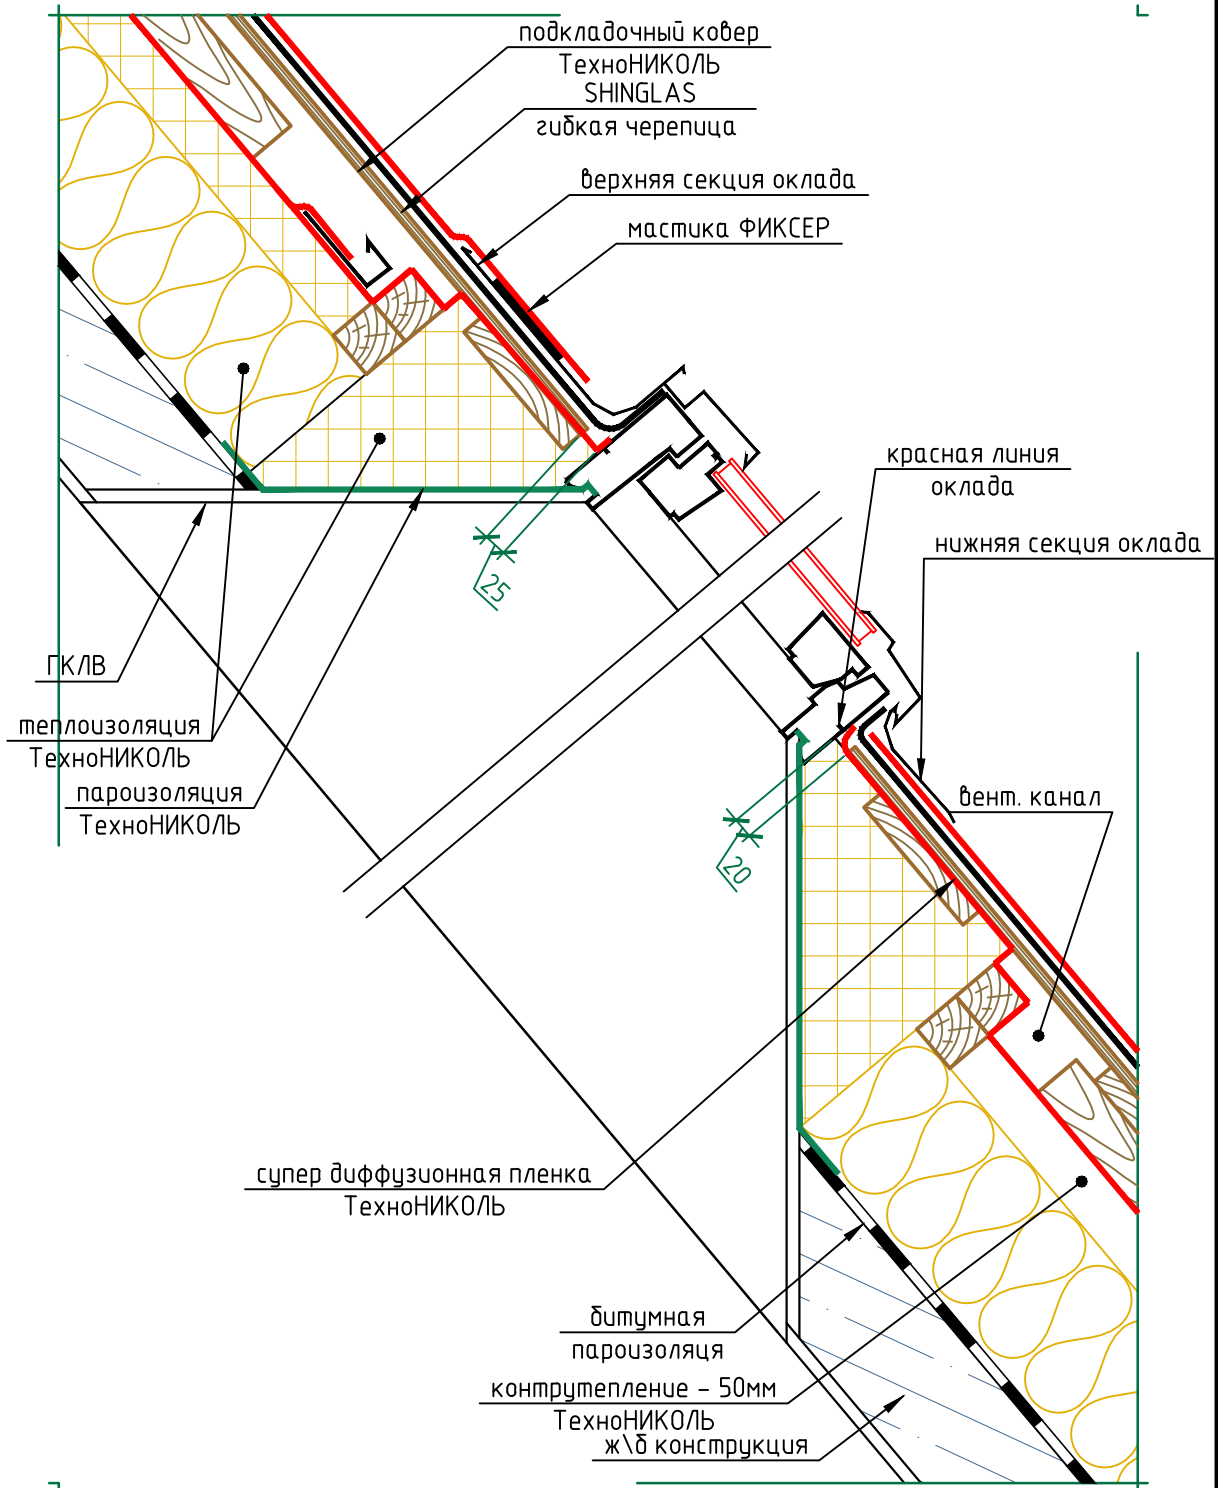 подкладочный ковер
ТехноНИКОЛЬ
SHINGLAS
гибкая черепица
верхняя секция оклада
мастика ФИКСЕР
красная линия
оклада
нижняя секция оклада
25
ГКЛВ
теплоизоляция
ТехноНИКОЛЬ
пароизоляция
ТехноНИКОЛЬ
вент. канал
20
супер диффузионная пленка
ТехноНИКОЛЬ
битумная
пароизоляця
контрутепление - 50мм
ТехноНИКОЛЬ
ж\б конструкция